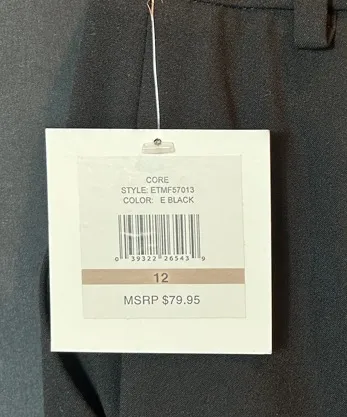 CORE
STYLE: ETMF57013
COLOR: E BLACK
0 39322 26543 9
12
MSRP $79.95